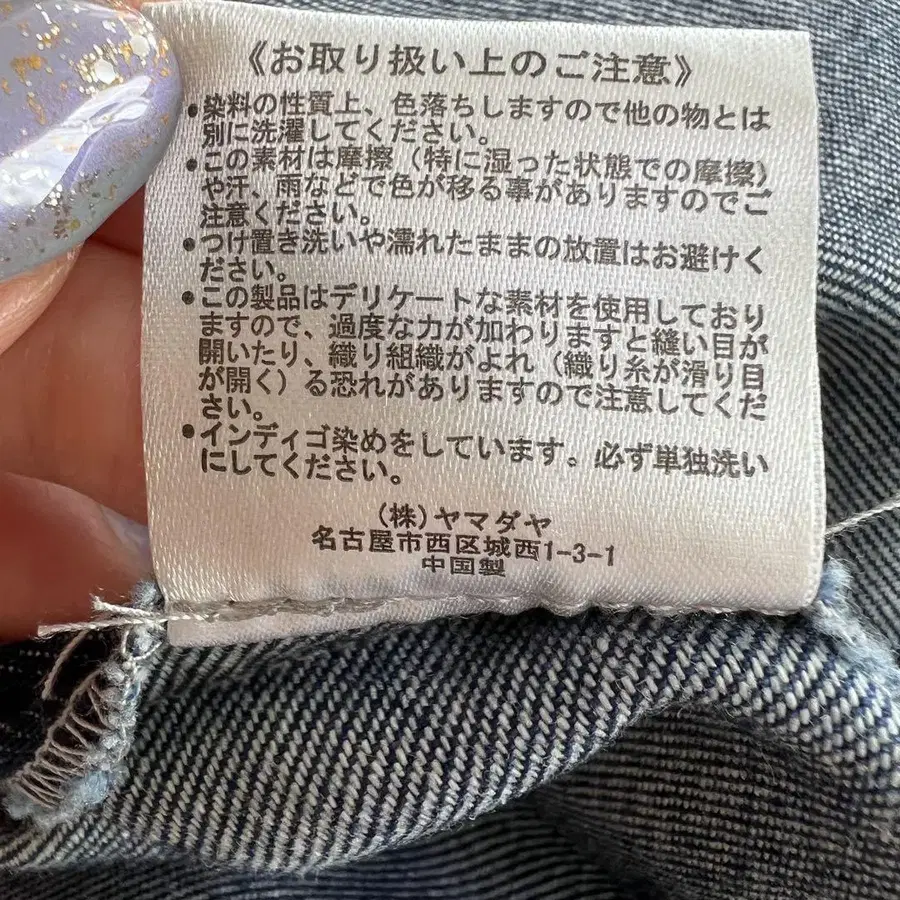 《お取り扱い上のご注意》
•染料の性質上、色落ちしますので他の物とは
別に洗濯してください。
•この素材は摩擦（特に湿った状態での摩擦）
や汗、雨などで色が移る事がありますのでご
注意ください。
•つけ置き洗いや濡れたままの放置はお避けく
ださい。
•この製品はデリケートな素材を使用しており
ますので、過度な力が加わりますと縫い目が
開いたり、織り組織がよれ（織り糸が滑り目
が開く）る恐れがありますので注意してくだ
さい。
•インディゴ染めをしています。必ず単独洗い
にしてください。
(株)ヤマダヤ
名古屋市西区城西1-3-1
中国製